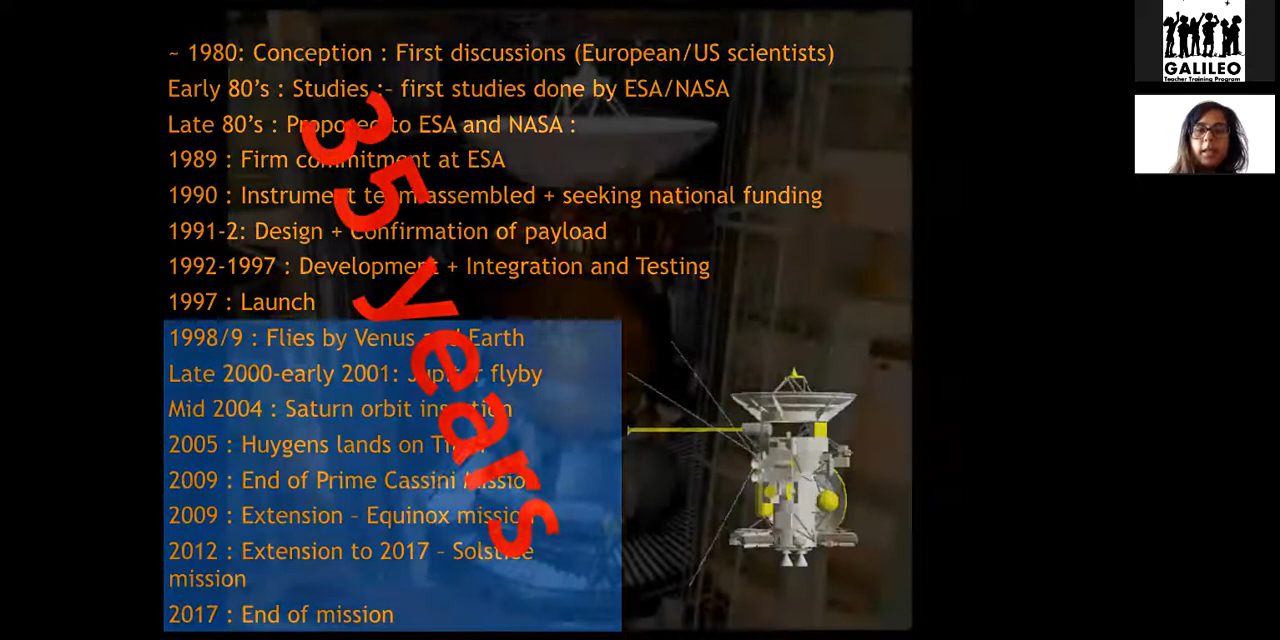 ~ 1980: Conception : First discussions (European/US scientists)
Early 80's : Studies :– first studies done by ESA/NASA
Late 80's : Proposed to ESA and NASA :
1989 : Firm commitment at ESA
1990 : Instrument team assembled + seeking national funding
1991-2: Design + Confirmation of payload
1992-1997 : Development + Integration and Testing
1997 : Launch
1998/9 : Flies by Venus and Earth
Late 2000-early 2001: Jupiter flyby
Mid 2004 : Saturn orbit insertion
2005 : Huygens lands on Titan
2009 : End of Prime Cassini Mission
2009 : Extension – Equinox mission
2012 : Extension to 2017 – Solstice
mission
2017 : End of mission
35 years
GALILEO
Teacher Training Program